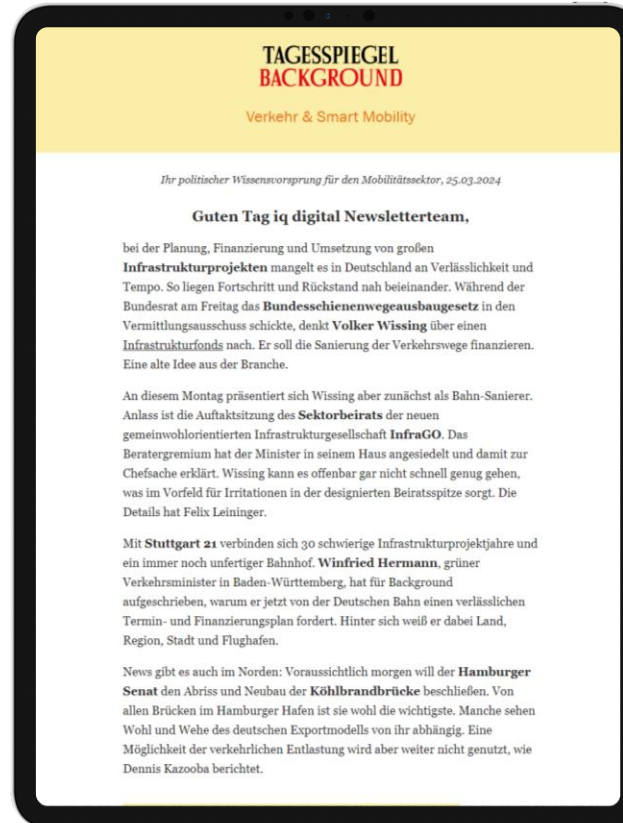 TAGESSPIEGEL
BACKGROUND
Verkehr & Smart Mobility
Ihr politischer Wissensvorsprung für den Mobilitätssektor, 25.03.2024
Guten Tag iq digital Newsletterteam,
bei der Planung, Finanzierung und Umsetzung von großen
Infrastrukturprojekten mangelt es in Deutschland an Verlässlichkeit und
Tempo. So liegen Fortschritt und Rückstand nah beieinander. Während der
Bundesrat am Freitag das Bundesschienenwegeausbaugesetz in den
Vermittlungsausschuss schickte, denkt Volker Wissing über einen
Infrastrukturfonds nach. Er soll die Sanierung der Verkehrswege finanzieren.
Eine alte Idee aus der Branche.
An diesem Montag präsentiert sich Wissing aber zunächst als Bahn-Sanierer.
Anlass ist die Auftaktsitzung des Sektorbeirats der neuen
gemeinwohlorientierten Infrastrukturgesellschaft InfraGO. Das
Beratergremium hat der Minister in seinem Haus angesiedelt und damit zur
Chefsache erklärt. Wissing kann es offenbar gar nicht schnell genug gehen,
was im Vorfeld für Irritationen in der designierten Beiratsspitze sorgt. Die
Details hat Felix Leininger.
Mit Stuttgart 21 verbinden sich 30 schwierige Infrastrukturprojektjahre und
ein immer noch unfertiger Bahnhof. Winfried Hermann, grüner
Verkehrsminister in Baden-Württemberg, hat für Background
aufgeschrieben, warum er jetzt von der Deutschen Bahn einen verlässlichen
Termin- und Finanzierungsplan fordert. Hinter sich weiß er dabei Land,
Region, Stadt und Flughafen.
News gibt es auch im Norden: Voraussichtlich morgen will der Hamburger
Senat den Abriss und Neubau der Köhlbrandbrücke beschließen. Von
allen Brücken im Hamburger Hafen ist sie wohl die wichtigste. Manche sehen
Wohl und Wehe des deutschen Exportmodells von ihr abhängig. Eine
Möglichkeit der verkehrlichen Entlastung wird aber weiter nicht genutzt, wie
Dennis Kazooba berichtet.